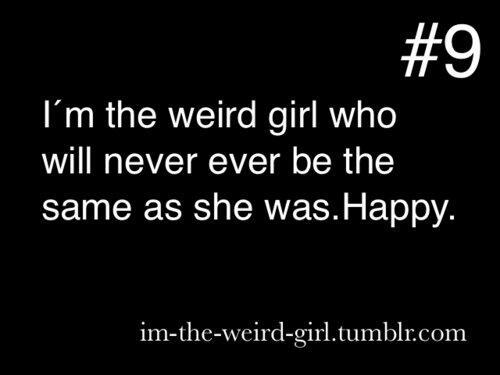 #9
I´m the weird girl who
will never ever be the
same as she was.Happy.
im-the-weird-girl.tumblr.com